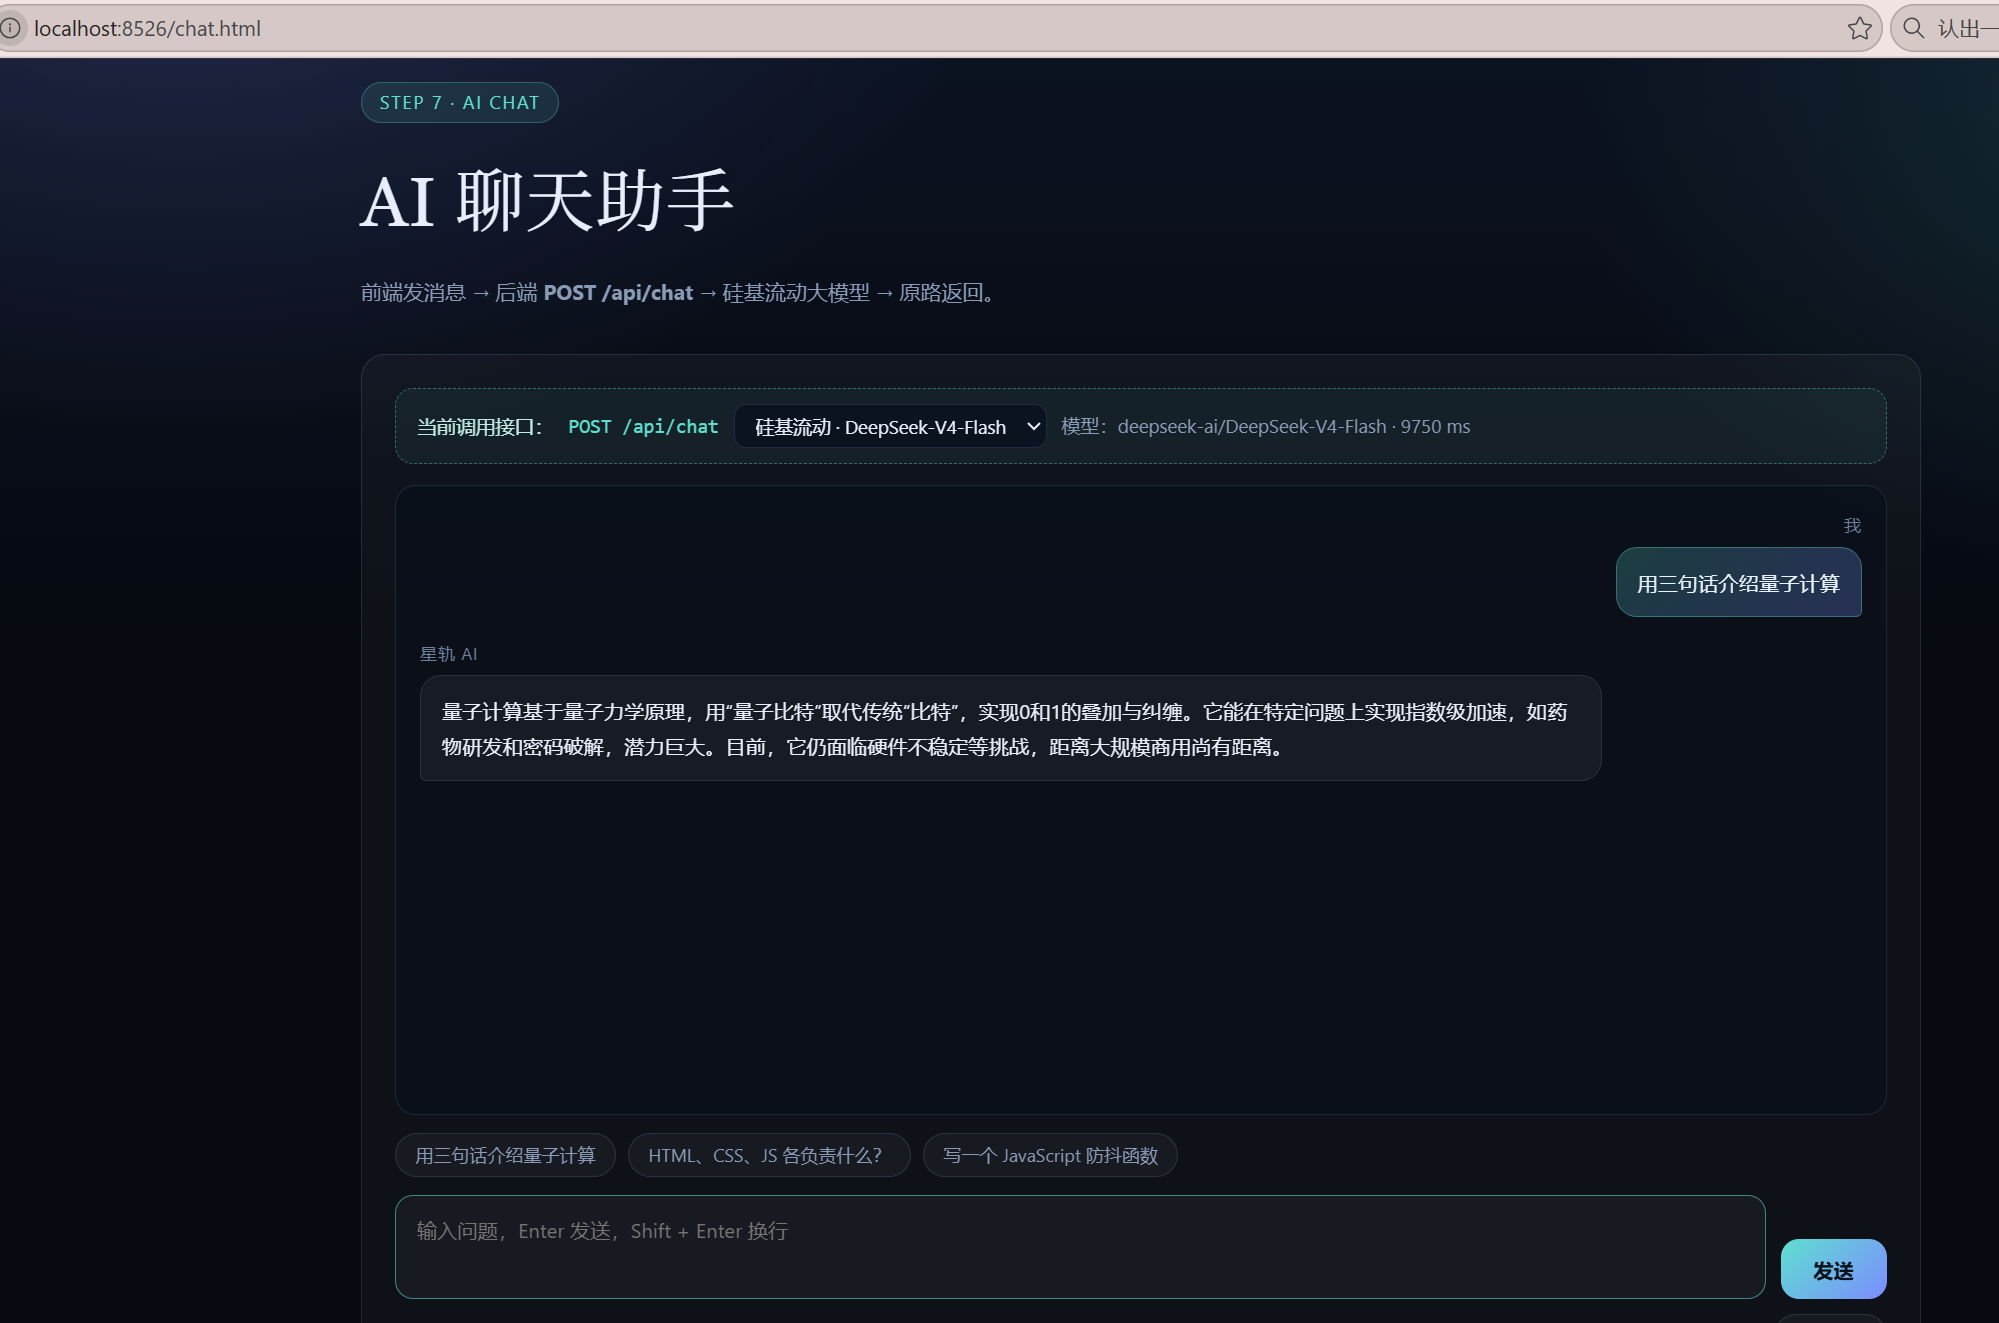 localhost:8526/chat.html
认出一
STEP 7 · AI CHAT
AI 聊天助手
前端发消息 → 后端 POST /api/chat → 硅基流动大模型 → 原路返回。
当前调用接口： POST /api/chat 硅基流动 · DeepSeek-V4-Flash 模型：deepseek-ai/DeepSeek-V4-Flash · 9750 ms
我
用三句话介绍量子计算
星轨 AI
量子计算基于量子力学原理，用“量子比特”取代传统“比特”，实现0和1的叠加与纠缠。它能在特定问题上实现指数级加速，如药
物研发和密码破解，潜力巨大。目前，它仍面临硬件不稳定等挑战，距离大规模商用尚有距离。
用三句话介绍量子计算
HTML、CSS、JS 各负责什么？
写一个 JavaScript 防抖函数
输入问题，Enter 发送，Shift + Enter 换行
发送